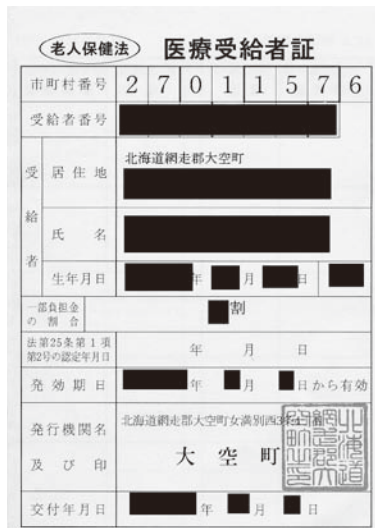 老人保健法 医療受給者証
市町村番号 2 7 0 1 1 5 7 6
受給者番号
受給者
居住地 北海道網走郡大空町
氏名
生年月日 年 月 日
一部負担金の割合 割
法第25条第1項第2号の認定年月日 年 月 日
発効期日 年 月 日から有効
発行機関名及び印 北海道網走郡大空町女満別西3条4丁目
大空町
交付年月日 年 月 日